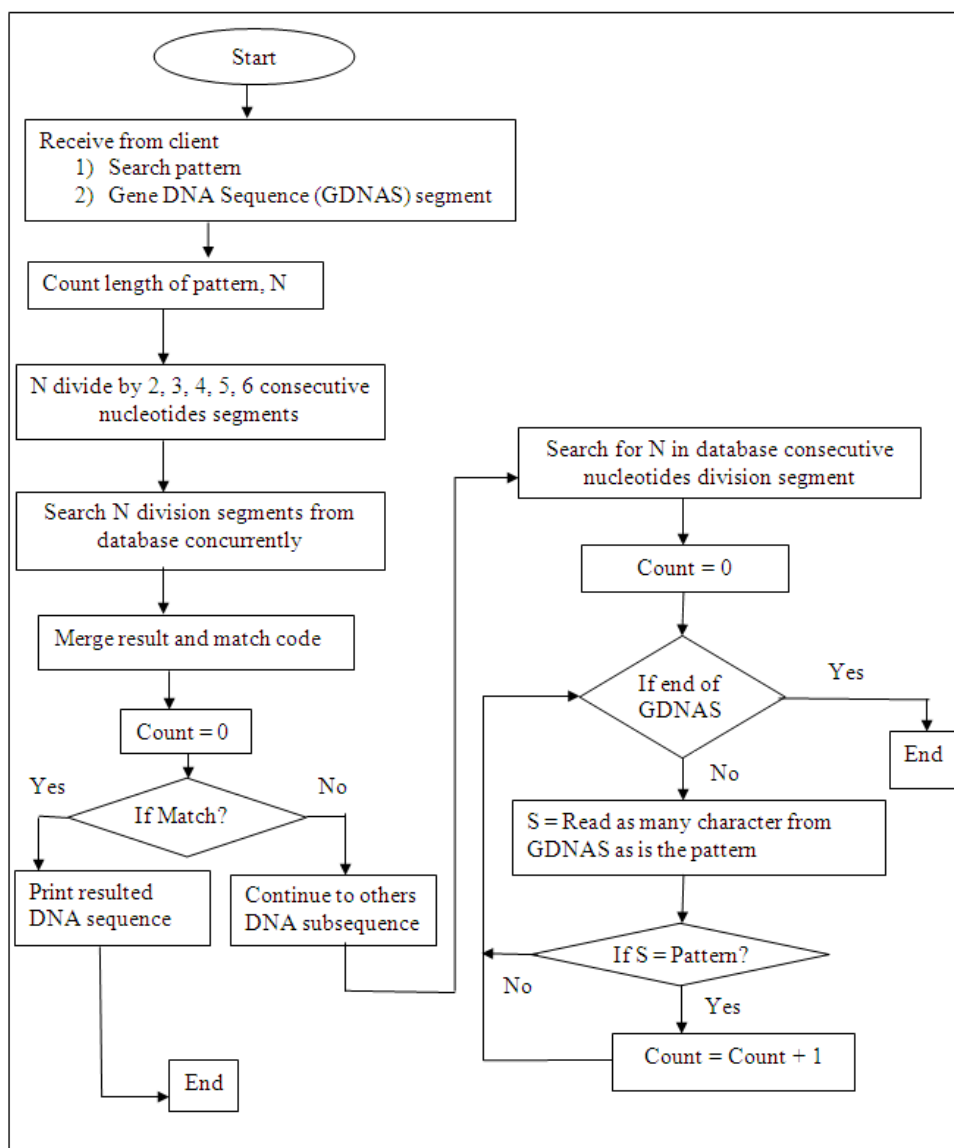 Start
Receive from client
1) Search pattern
2) Gene DNA Sequence (GDNAS) segment
Count length of pattern, N
N divide by 2, 3, 4, 5, 6 consecutive
nucleotides segments
Search N division segments from
database concurrently
Merge result and match code
Count = 0
Yes
No
If Match?
Print resulted
DNA sequence
Continue to others
DNA subsequence
End
Search for N in database consecutive
nucleotides division segment
Count = 0
If end of
GDNAS
Yes
End
No
S = Read as many character from
GDNAS as is the pattern
If S = Pattern?
No
Yes
Count = Count + 1